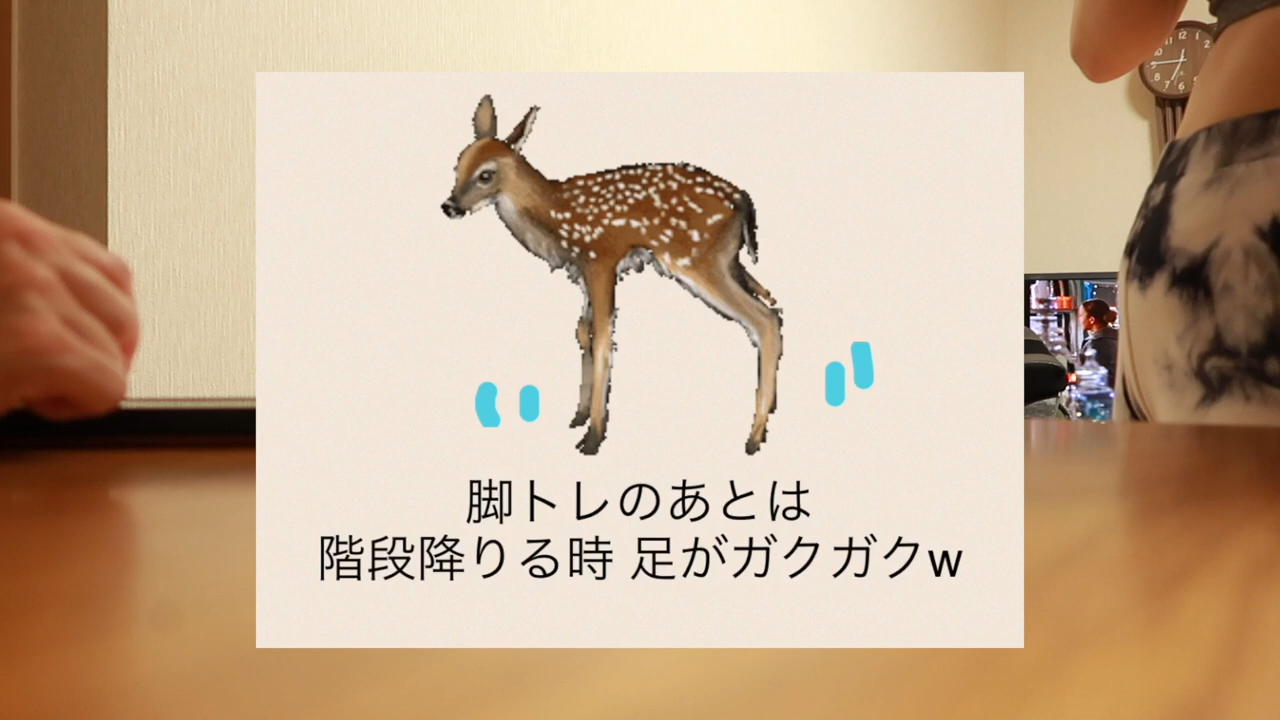 脚トレのあとは
階段降りる時 足がガクガクw